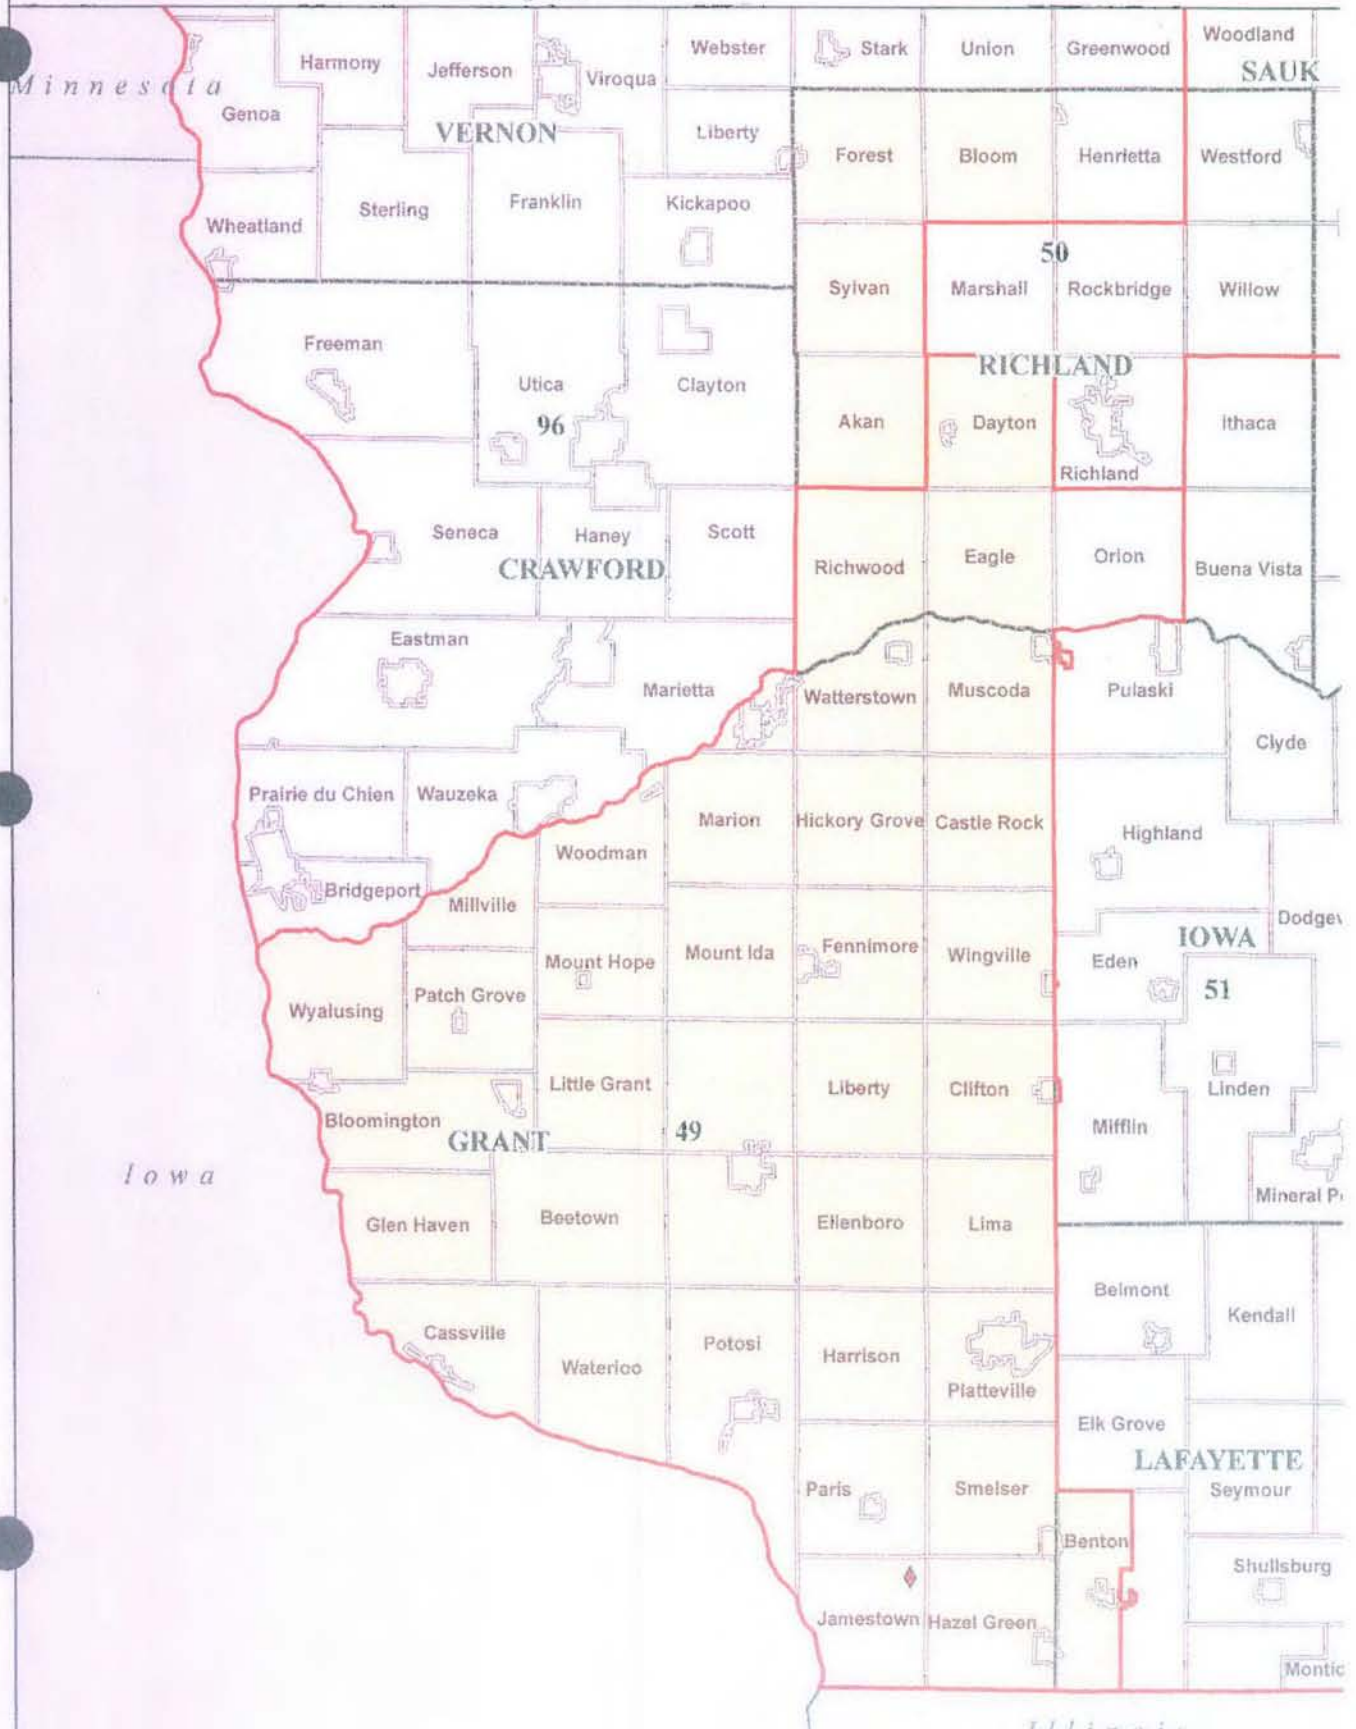 Woodland
Webster
Stark
Union
Greenwood
SAUK
Harmony
Jefferson
Viroqua
Minnesota
Genoa
VERNON
Liberty
Forest
Bloom
Henrietta
Westford
Sterling
Franklin
Kickapoo
Wheatland
50
Sylvan
Marshall
Rockbridge
Willow
Freeman
RICHLAND
Utica
Clayton
96
Akan
Dayton
Ithaca
Richland
Seneca
Haney
Scott
CRAWFORD
Richwood
Eagle
Orion
Buena Vista
Eastman
Marietta
Watterstown
Muscoda
Pulaski
Clyde
Prairie du Chien
Wauzeka
Marion
Hickory Grove
Castle Rock
Highland
Woodman
Bridgeport
Millville
Dodgev
IOWA
Mount Hope
Mount Ida
Fennimore
Wingville
Eden
51
Wyalusing
Patch Grove
Little Grant
Liberty
Clifton
Linden
Bloomington
GRANT
49
Mifflin
Iowa
Mineral P
Glen Haven
Beetown
Ellenboro
Lima
Belmont
Kendall
Cassville
Waterloo
Potosi
Harrison
Platteville
Elk Grove
LAFAYETTE
Paris
Smelser
Seymour
Benton
Shullsburg
Jamestown
Hazel Green
Montic